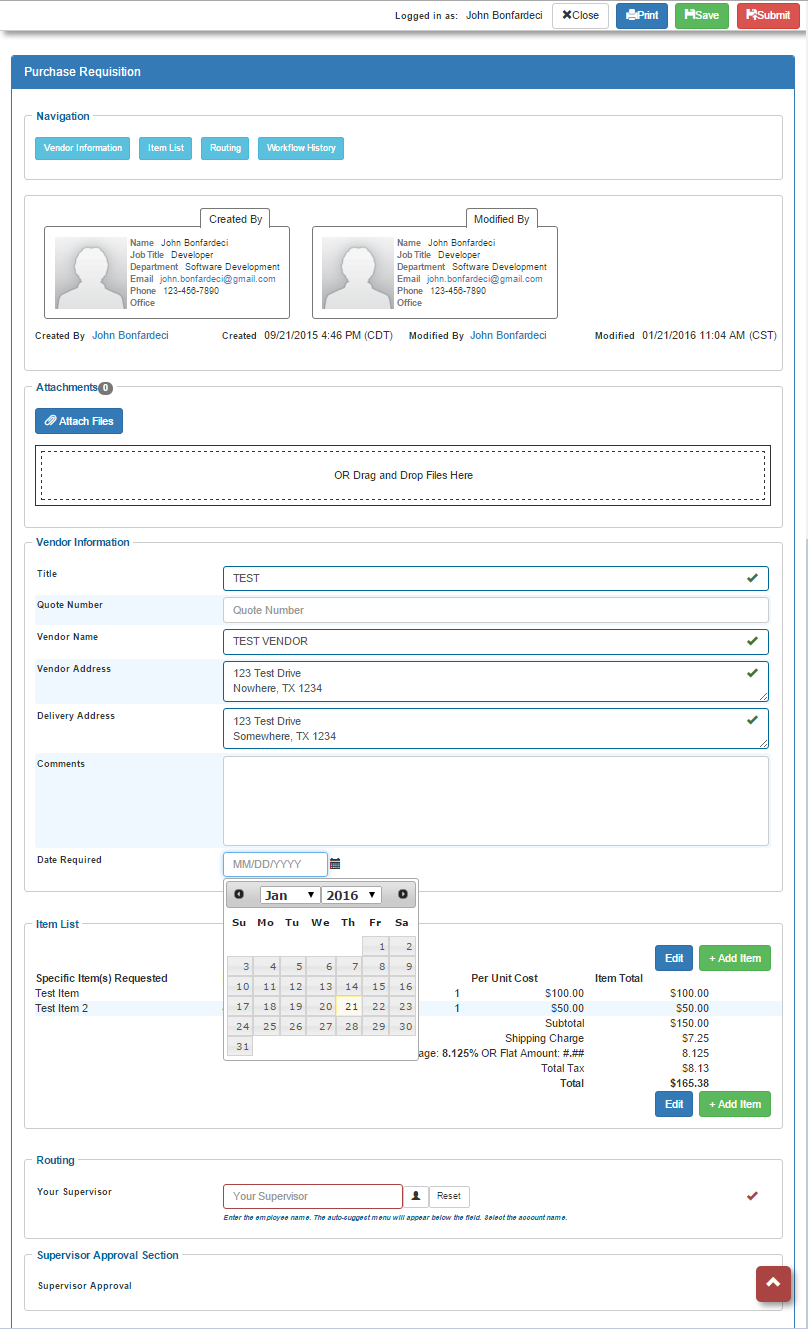 Logged in as: John Bonfardeci Close Print Save Submit
Purchase Requisition
Navigation
Vendor Information Item List Routing Workflow History
Created By Modified By
Name John Bonfardeci Name John Bonfardeci
Job Title Developer Job Title Developer
Department Software Development Department Software Development
Email john.bonfardeci@gmail.com Email john.bonfardeci@gmail.com
Phone 123-456-7890 Phone 123-456-7890
Office Office
Created By John Bonfardeci Created 09/21/2015 4:46 PM (CDT) Modified By John Bonfardeci Modified 01/21/2016 11:04 AM (CST)
Attachments 0
Attach Files
OR Drag and Drop Files Here
Vendor Information
Title TEST
Quote Number Quote Number
Vendor Name TEST VENDOR
Vendor Address 123 Test Drive
Nowhere, TX 1234
Delivery Address 123 Test Drive
Somewhere, TX 1234
Comments
Date Required MM/DD/YYYY
Jan 2016
Su Mo Tu We Th Fr Sa
1 2
3 4 5 6 7 8 9
10 11 12 13 14 15 16
17 18 19 20 21 22 23
24 25 26 27 28 29 30
31
Item List
Edit + Add Item
Specific Item(s) Requested Per Unit Cost Item Total
Test Item 1 $100.00 $100.00
Test Item 2 1 $50.00 $50.00
Subtotal $150.00
Shipping Charge $7.25
age: 8.125% OR Flat Amount: #.## 8.125
Total Tax $8.13
Total $165.38
Edit + Add Item
Routing
Your Supervisor Your Supervisor Reset
Enter the employee name. The auto-suggest menu will appear below the field. Select the account name.
Supervisor Approval Section
Supervisor Approval